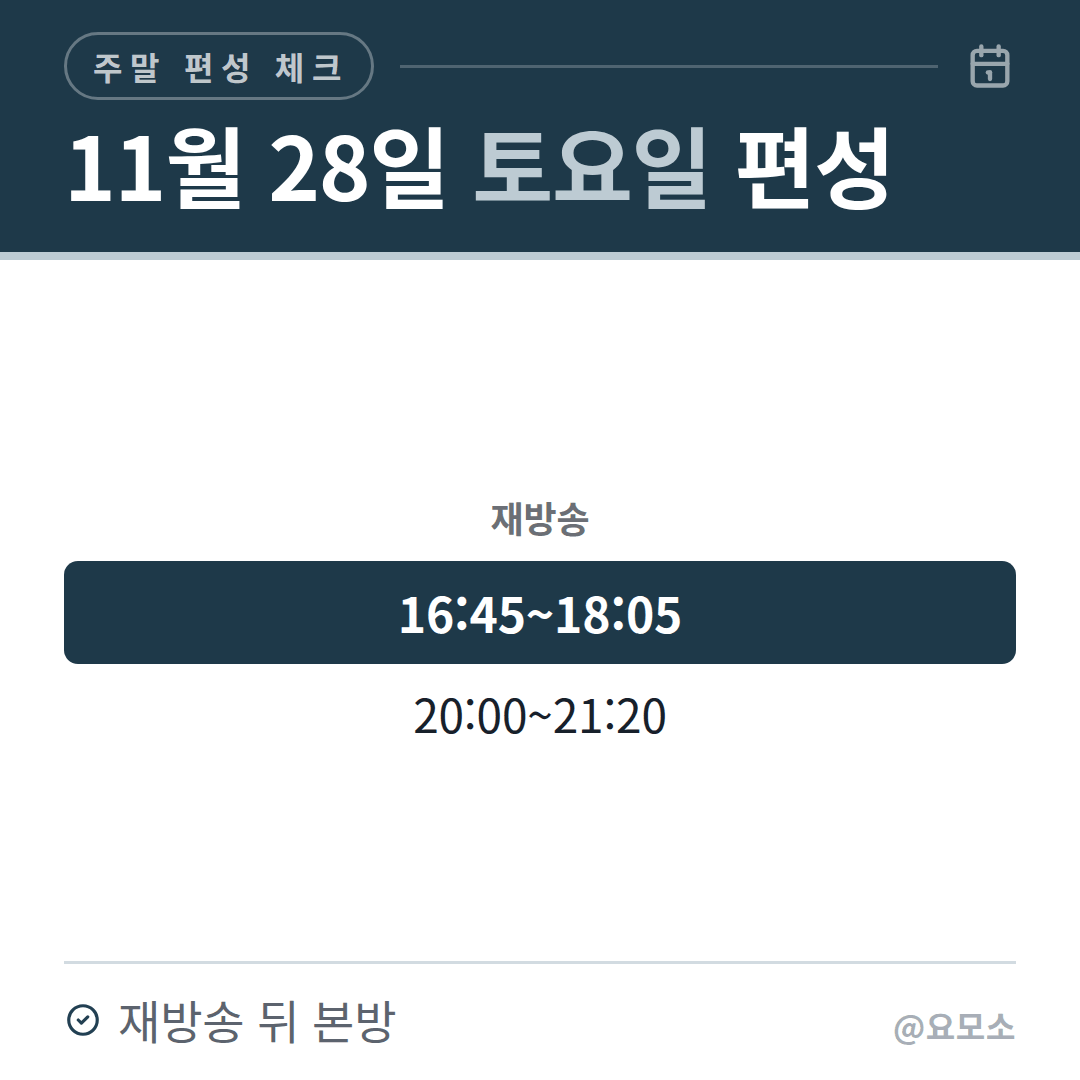 주말 편성 체크
11월 28일 토요일 편성
재방송
16:45~18:05
20:00~21:20
재방송 뒤 본방
@요모소